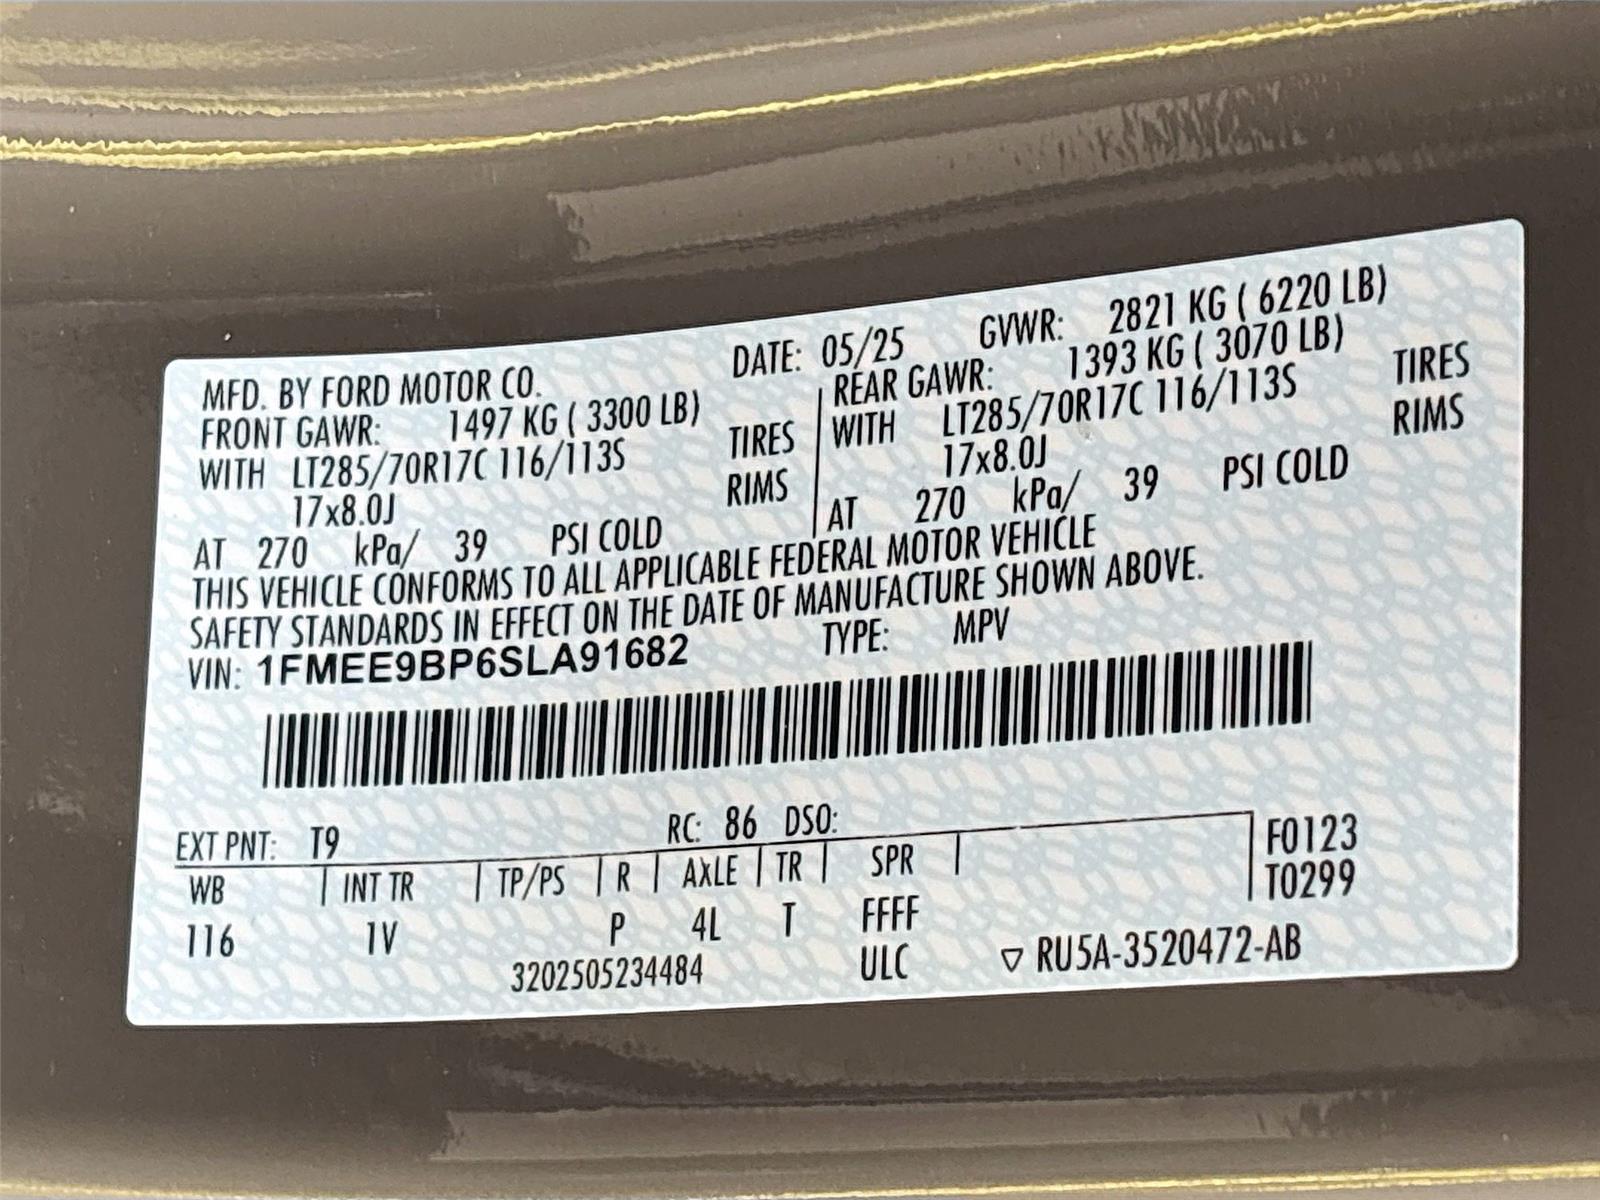 MFD. BY FORD MOTOR CO. DATE: 05/25 GVWR: 2821 KG ( 6220 LB)
FRONT GAWR: 1497 KG ( 3300 LB) REAR GAWR: 1393 KG ( 3070 LB)
WITH LT285/70R17C 116/113S TIRES WITH LT285/70R17C 116/113S TIRES
17x8.0J RIMS 17x8.0J RIMS
AT 270 kPa/ 39 PSI COLD AT 270 kPa/ 39 PSI COLD
THIS VEHICLE CONFORMS TO ALL APPLICABLE FEDERAL MOTOR VEHICLE
SAFETY STANDARDS IN EFFECT ON THE DATE OF MANUFACTURE SHOWN ABOVE.
VIN: 1FMEE9BP6SLA91682 TYPE: MPV
EXT PNT: T9 RC: 86 DSO:
WB INT TR TP/PS R AXLE TR SPR F0123
T0299
116 1V P 4L T FFFF
3202505234484 ULC ▽ RU5A-3520472-AB